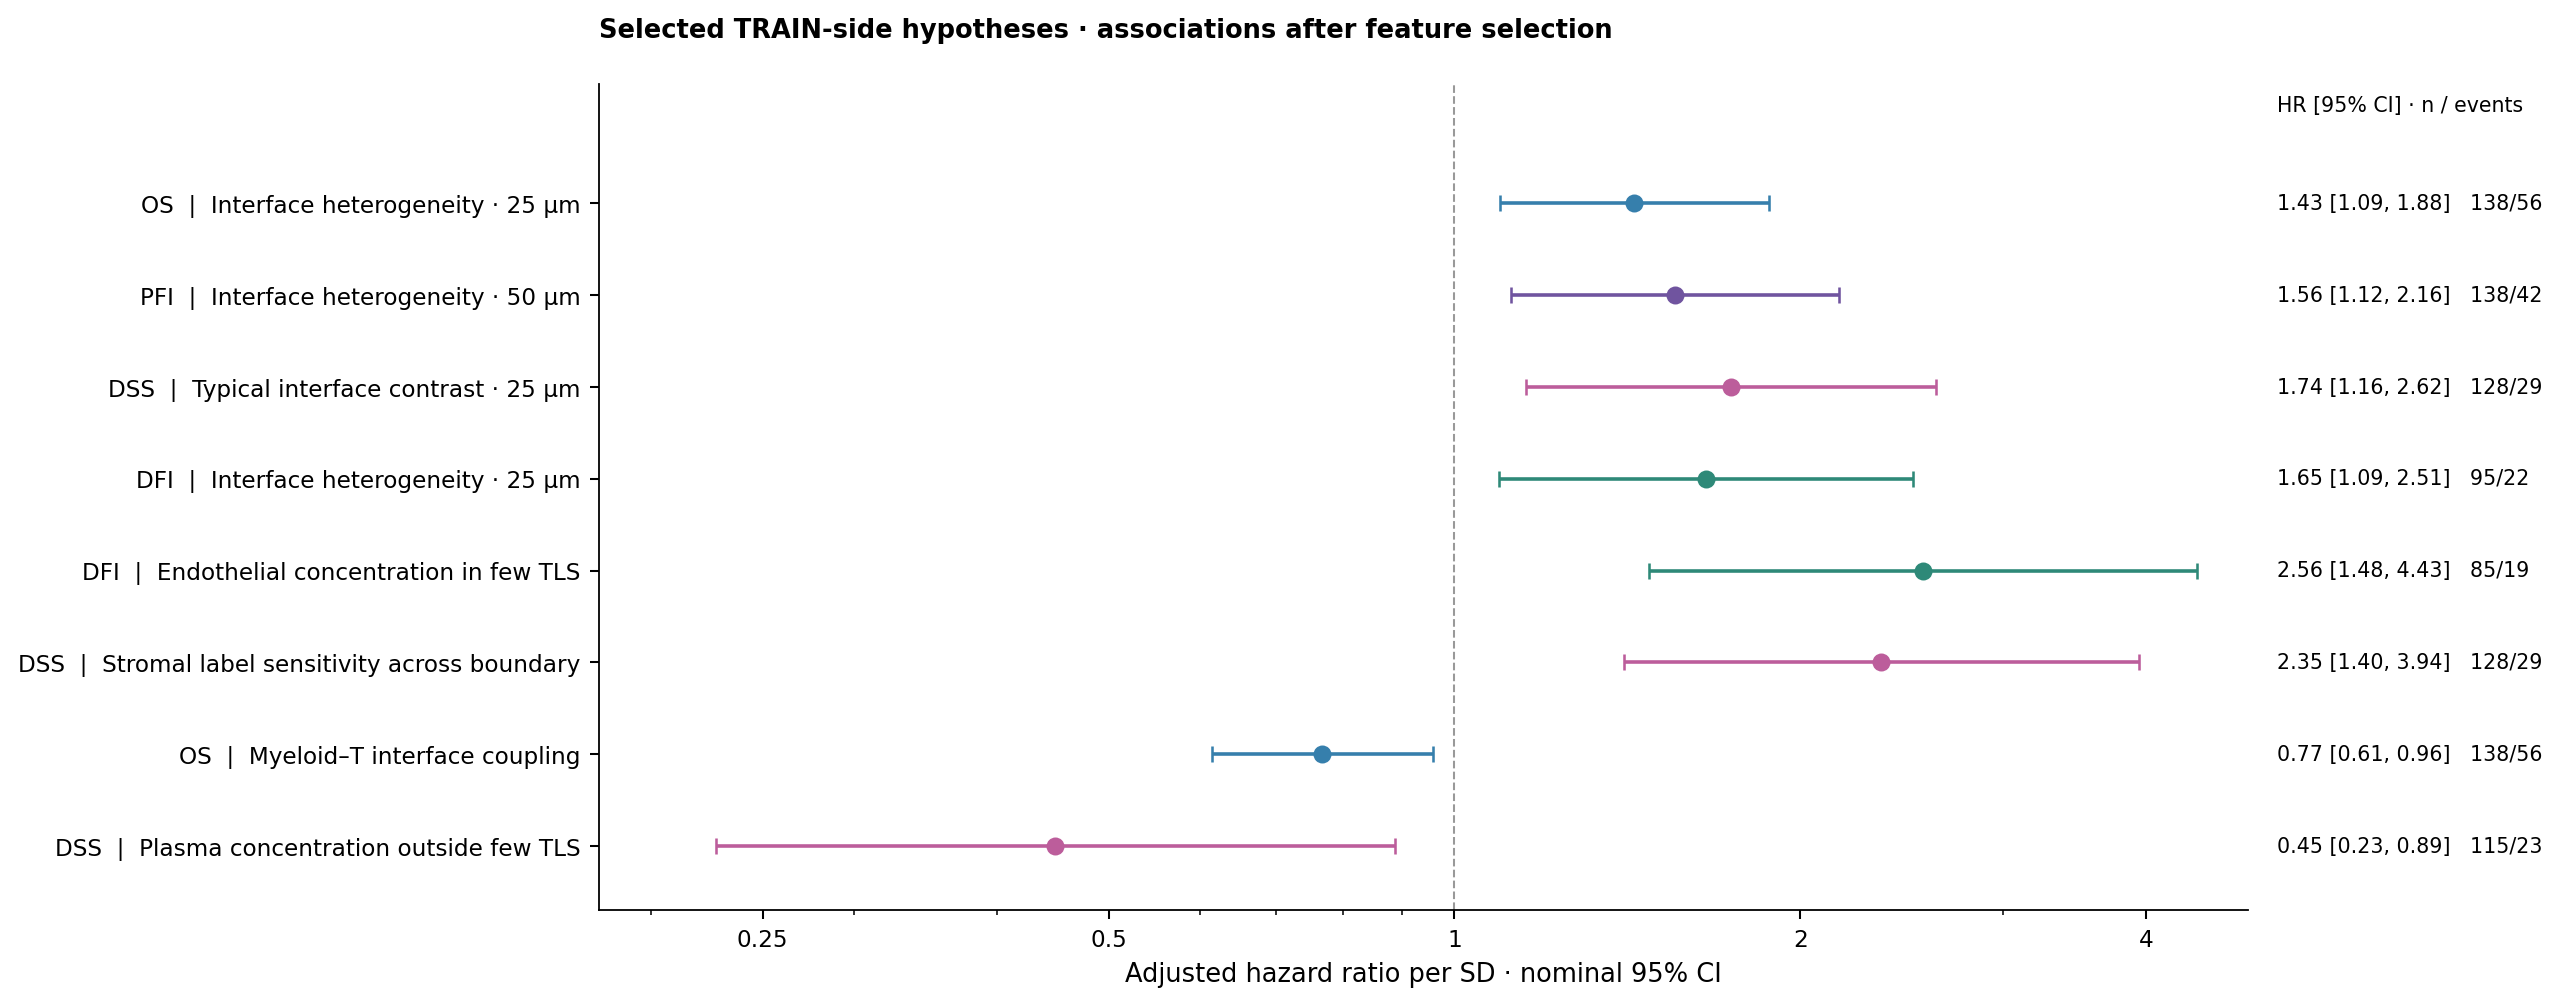 Selected TRAIN-side hypotheses · associations after feature selection
HR [95% CI] · n / events
OS | Interface heterogeneity · 25 µm 1.43 [1.09, 1.88] 138/56
PFI | Interface heterogeneity · 50 µm 1.56 [1.12, 2.16] 138/42
DSS | Typical interface contrast · 25 µm 1.74 [1.16, 2.62] 128/29
DFI | Interface heterogeneity · 25 µm 1.65 [1.09, 2.51] 95/22
DFI | Endothelial concentration in few TLS 2.56 [1.48, 4.43] 85/19
DSS | Stromal label sensitivity across boundary 2.35 [1.40, 3.94] 128/29
OS | Myeloid–T interface coupling 0.77 [0.61, 0.96] 138/56
DSS | Plasma concentration outside few TLS 0.45 [0.23, 0.89] 115/23
0.25 0.5 1 2 4
Adjusted hazard ratio per SD · nominal 95% CI